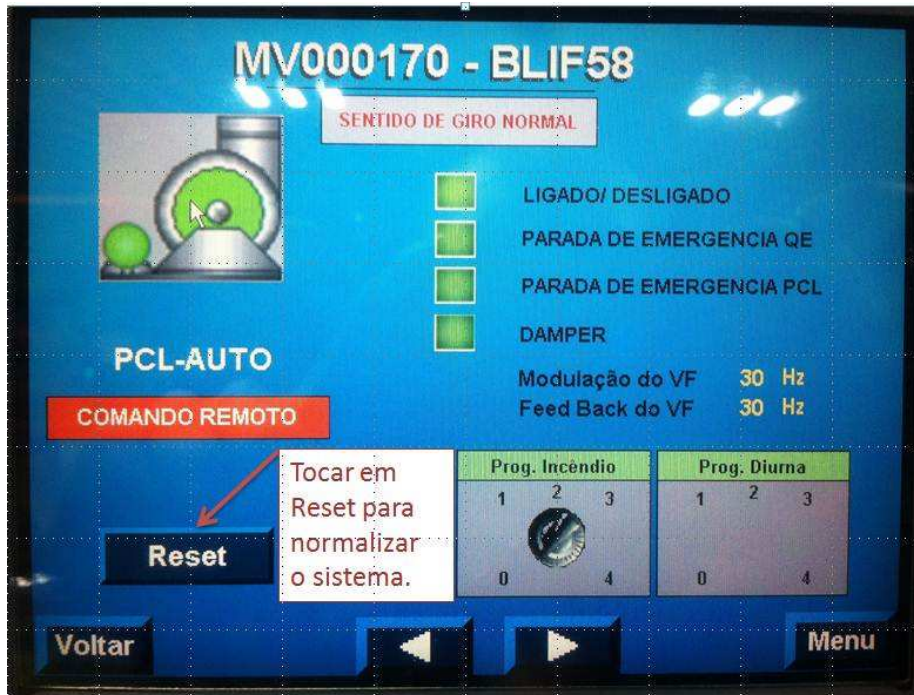 MV000170 - BLIF58
SENTIDO DE GIRO NORMAL
LIGADO/ DESLIGADO
PARADA DE EMERGENCIA QE
PARADA DE EMERGENCIA PCL
DAMPER
PCL-AUTO
Modulação do VF 30 Hz
Feed Back do VF 30 Hz
COMANDO REMOTO
Tocar em
Reset para
normalizar
o sistema.
Reset
Prog. Incêndio
1 2 3
0 4
Prog. Diurna
1 2 3
0 4
Voltar
Menu